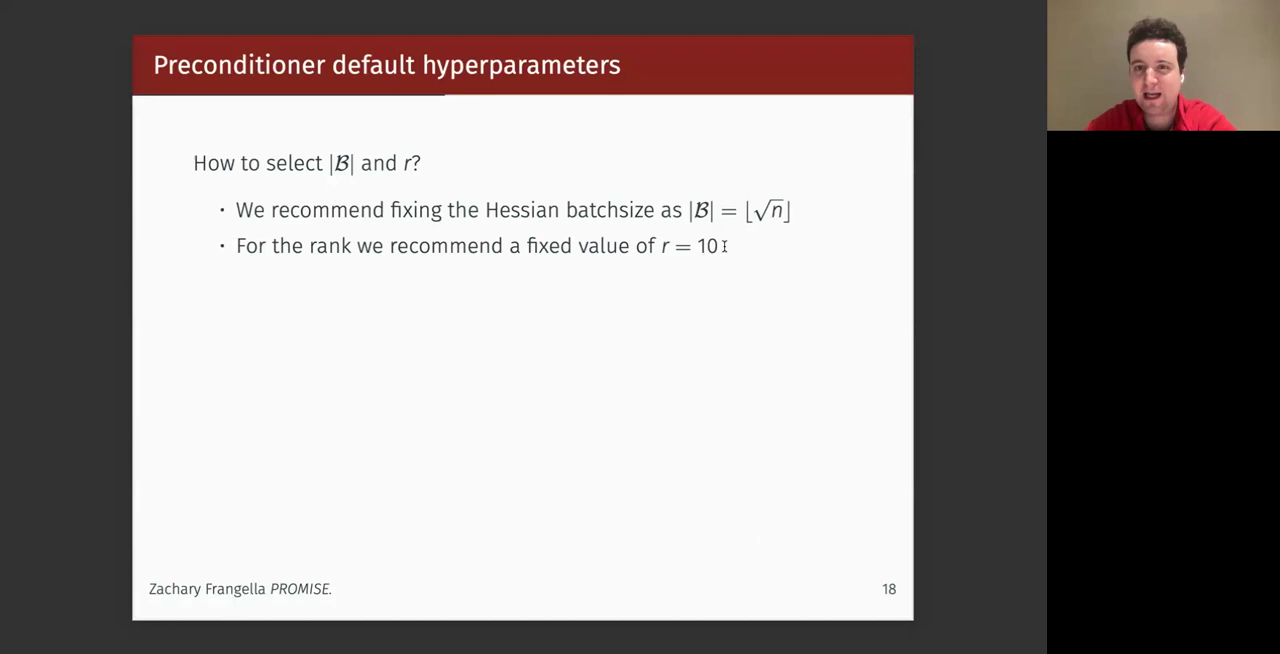 Preconditioner default hyperparameters
How to select |ℬ| and r?
· We recommend fixing the Hessian batchsize as |ℬ| = ⌊√n⌋
· For the rank we recommend a fixed value of r = 10
Zachary Frangella PROMISE.
18